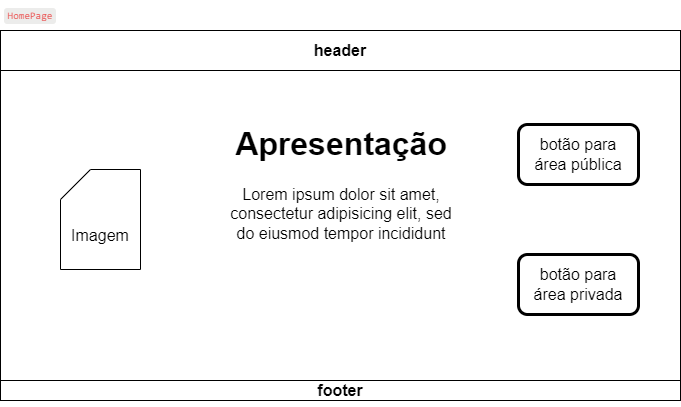 HomePage
header
Imagem
Apresentação
Lorem ipsum dolor sit amet,
consectetur adipisicing elit, sed
do eiusmod tempor incididunt
botão para
área pública
botão para
área privada
footer